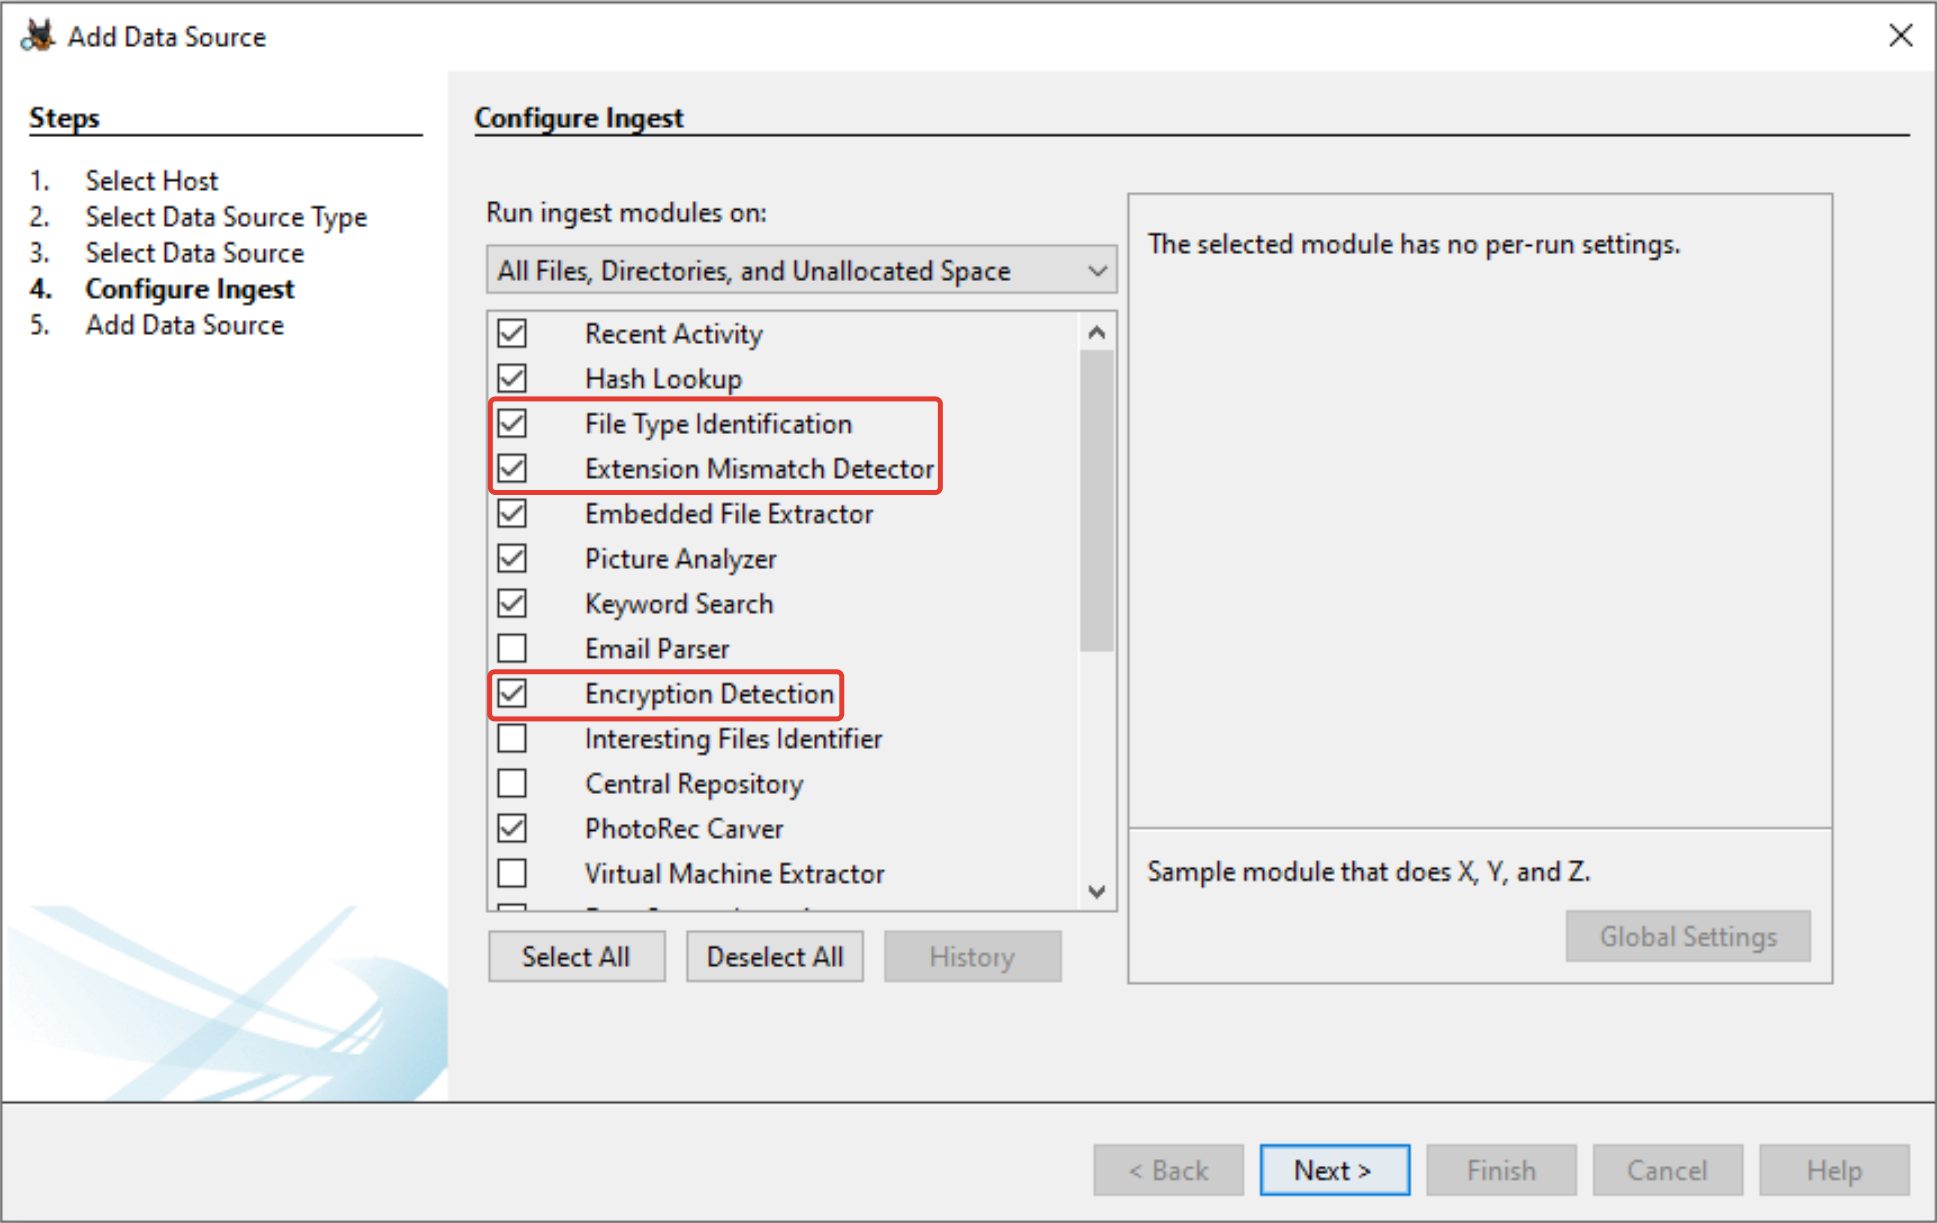 Add Data Source
Steps
1. Select Host
2. Select Data Source Type
3. Select Data Source
4. Configure Ingest
5. Add Data Source
Configure Ingest
Run ingest modules on:
All Files, Directories, and Unallocated Space
Recent Activity
Hash Lookup
File Type Identification
Extension Mismatch Detector
Embedded File Extractor
Picture Analyzer
Keyword Search
Email Parser
Encryption Detection
Interesting Files Identifier
Central Repository
PhotoRec Carver
Virtual Machine Extractor
Select All
Deselect All
History
The selected module has no per-run settings.
Sample module that does X, Y, and Z.
Global Settings
< Back
Next >
Finish
Cancel
Help